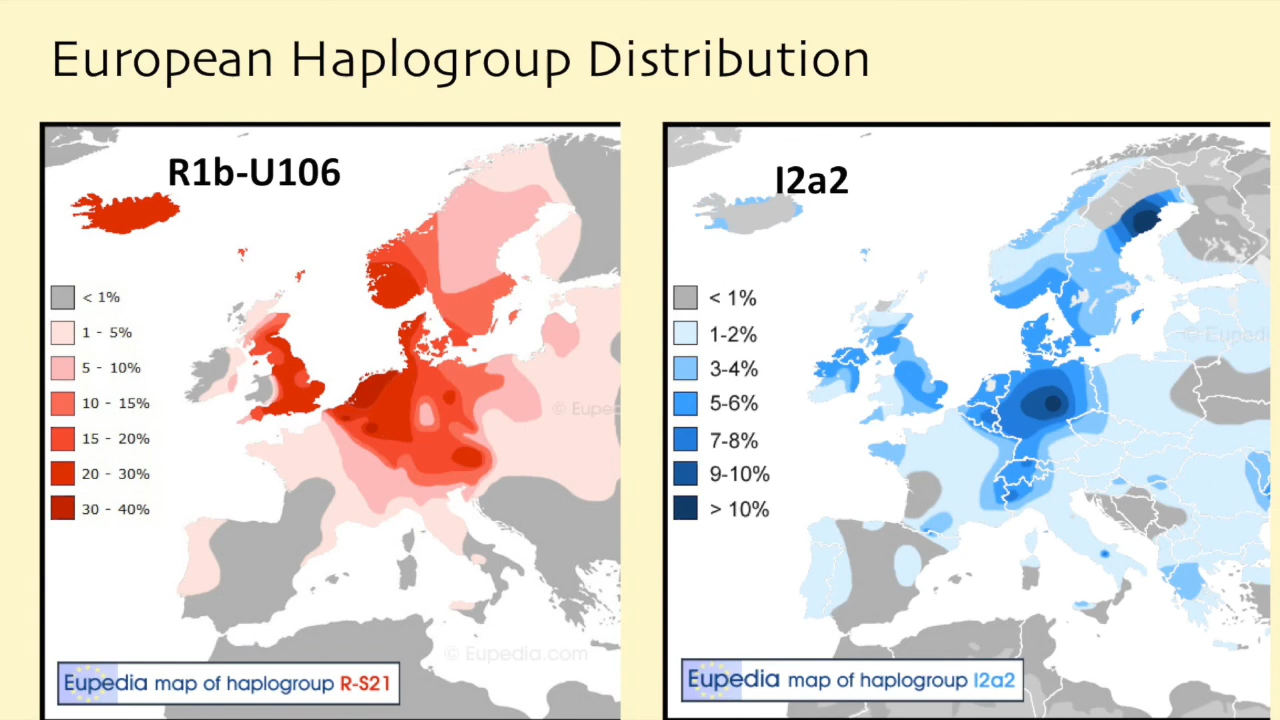 European Haplogroup Distribution
R1b-U106
< 1%
1 - 5%
5 - 10%
10 - 15%
15 - 20%
20 - 30%
30 - 40%
© Eupe
© Eupedia.com
Eupedia map of haplogroup R-S21
I2a2
< 1%
1-2%
3-4%
5-6%
7-8%
9-10%
> 10%
© Eupedi
Eupedia map of haplogroup I2a2